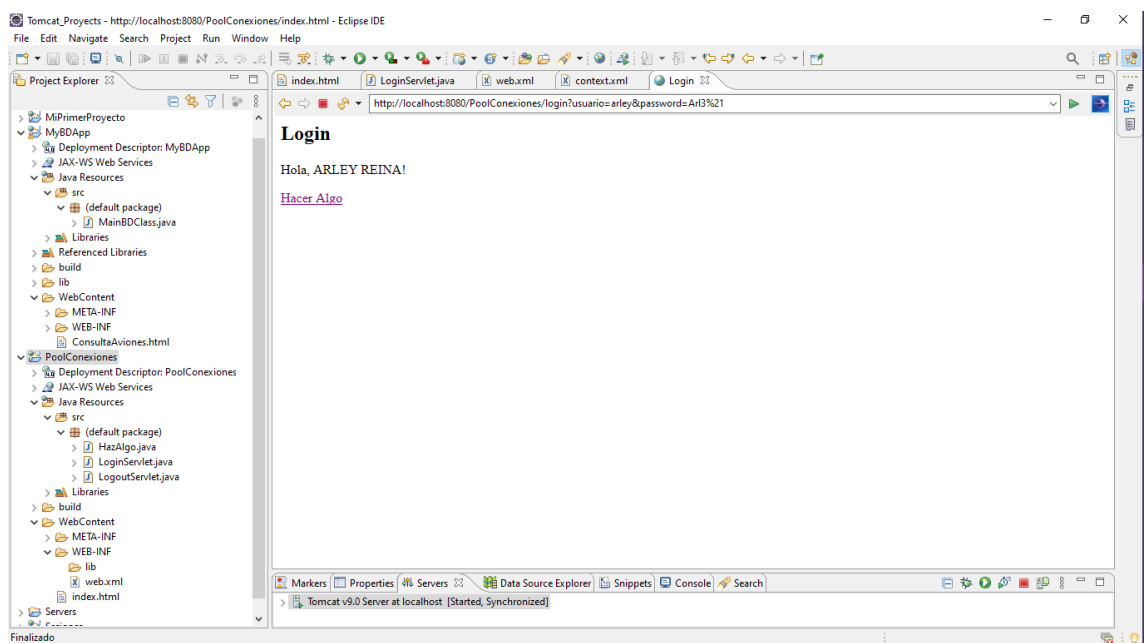 Tomcat_Proyects - http://localhost:8080/PoolConexiones/index.html - Eclipse IDE
File Edit Navigate Search Project Run Window Help
Project Explorer
index.html LoginServlet.java web.xml context.xml Login
http://localhost:8080/PoolConexiones/login?usuario=arley&password=Arl3%21
MiPrimerProyecto
MyBDApp
Deployment Descriptor: MyBDApp
JAX-WS Web Services
Java Resources
src
(default package)
MainBDClass.java
Libraries
Referenced Libraries
build
lib
WebContent
META-INF
WEB-INF
ConsultaAviones.html
PoolConexiones
Deployment Descriptor: PoolConexiones
JAX-WS Web Services
Java Resources
src
(default package)
HazAlgo.java
LoginServlet.java
LogoutServlet.java
Libraries
build
WebContent
META-INF
WEB-INF
lib
web.xml
index.html
Servers
Login
Hola, ARLEY REINA!
Hacer Algo
Markers Properties Servers Data Source Explorer Snippets Console Search
Tomcat v9.0 Server at localhost [Started, Synchronized]
Finalizado